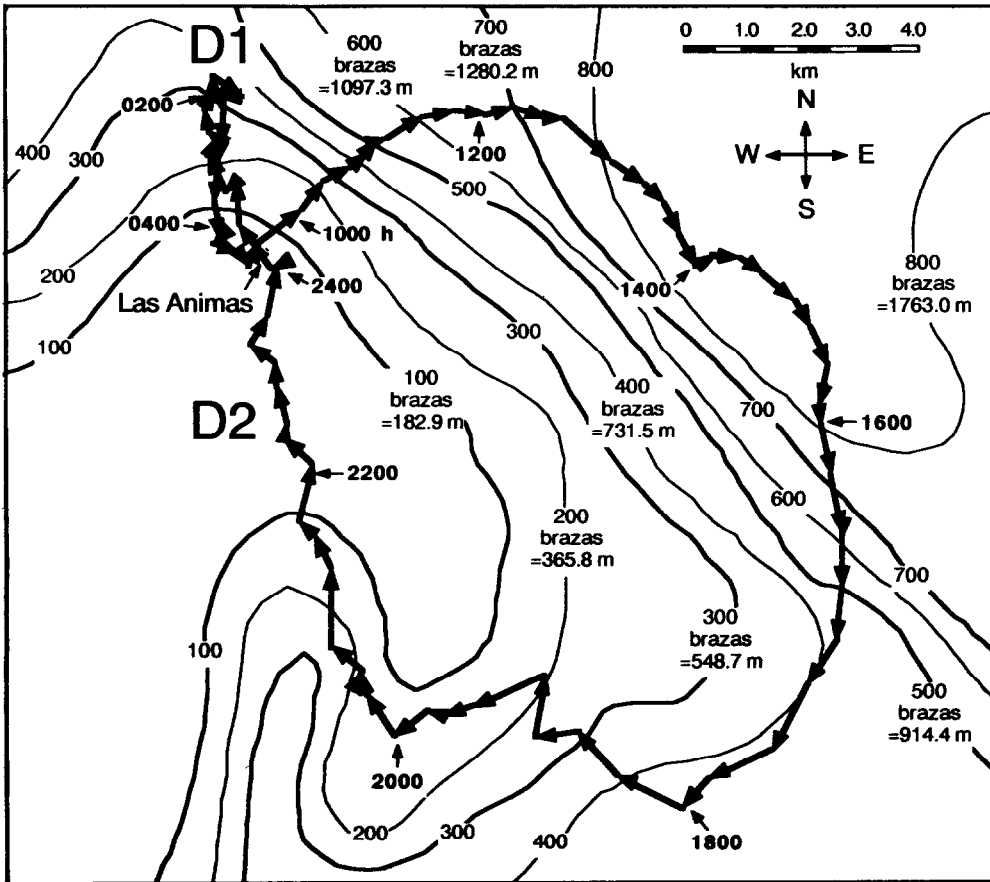 D1
600
brazas
=1097.3 m
700
brazas
=1280.2 m
800
0 1.0 2.0 3.0 4.0
km
N
W E
S
0200
400
300
1200
500
0400
1000 h
200
2400
1400
800
brazas
=1763.0 m
Las Animas
300
100
100
brazas
=182.9 m
400
brazas
=731.5 m
700
D2
1600
2200
600
200
brazas
=365.8 m
700
300
brazas
=548.7 m
100
500
brazas
=914.4 m
2000
200
300
400
1800